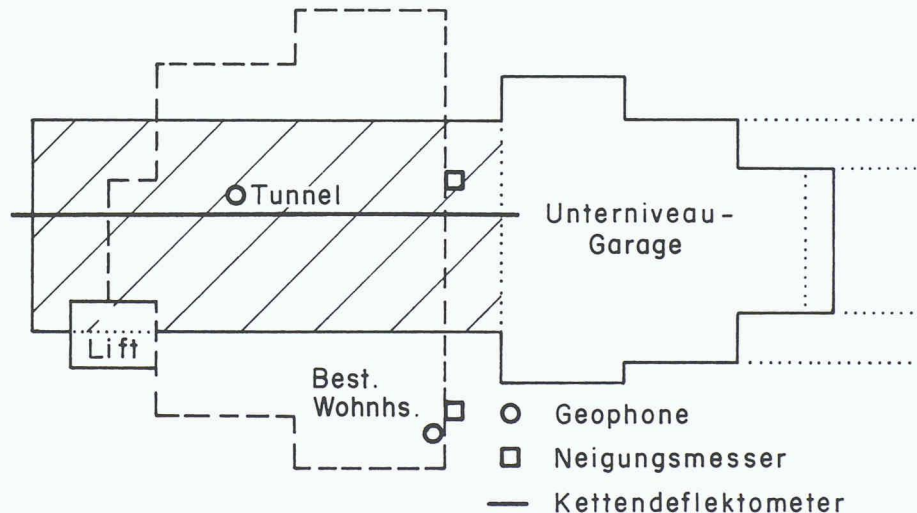 Tunnel
Unterniveau-
Garage
Lift
Best.
Wohnhs.
Geophone
Neigungsmesser
Kettendeflektometer